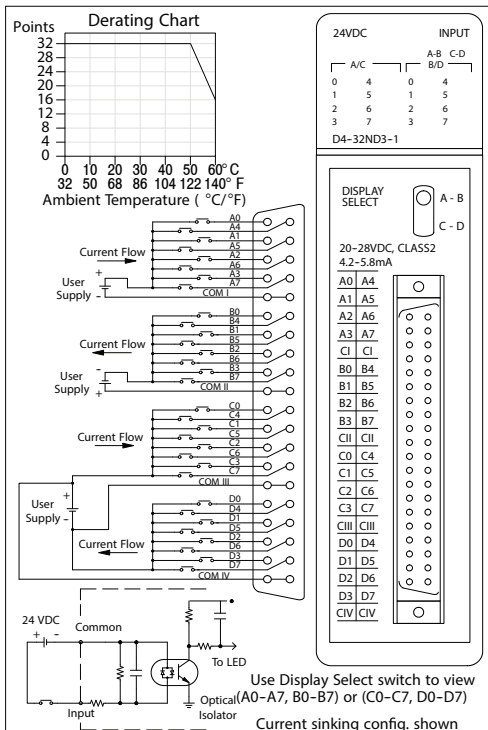 Derating Chart
Points
32
28
24
20
16
12
8
4
0
0 10 20 30 40 50 60°C
32 50 68 86 104 122 140°F
Ambient Temperature ( °C/°F)
A0
A4
A1
A5
A2
A6
A3
A7
COM I
Current Flow
+
User
Supply -
B0
B4
B1
B5
B2
B6
B3
B7
COM II
Current Flow
-
User
Supply
+
C0
C4
C1
C5
C2
C6
C3
C7
COM III
Current Flow
+
User
Supply -
D0
D4
D1
D5
D2
D6
D3
D7
COM IV
Current Flow
24 VDC
+ -
Common
To LED
Input
Optical
Isolator
24VDC INPUT
A-B C-D
A/C B/D
0 4 0 4
1 5 1 5
2 6 2 6
3 7 3 7
D4-32ND3-1
DISPLAY
SELECT
A - B
C - D
20-28VDC, CLASS2
4.2-5.8mA
A0 A4
A1 A5
A2 A6
A3 A7
CI CI
B0 B4
B1 B5
B2 B6
B3 B7
CII CII
C0 C4
C1 C5
C2 C6
C3 C7
CIII CIII
D0 D4
D1 D5
D2 D6
D3 D7
CIV CIV
Use Display Select switch to view
(A0-A7, B0-B7) or (C0-C7, D0-D7)
Current sinking config. shown